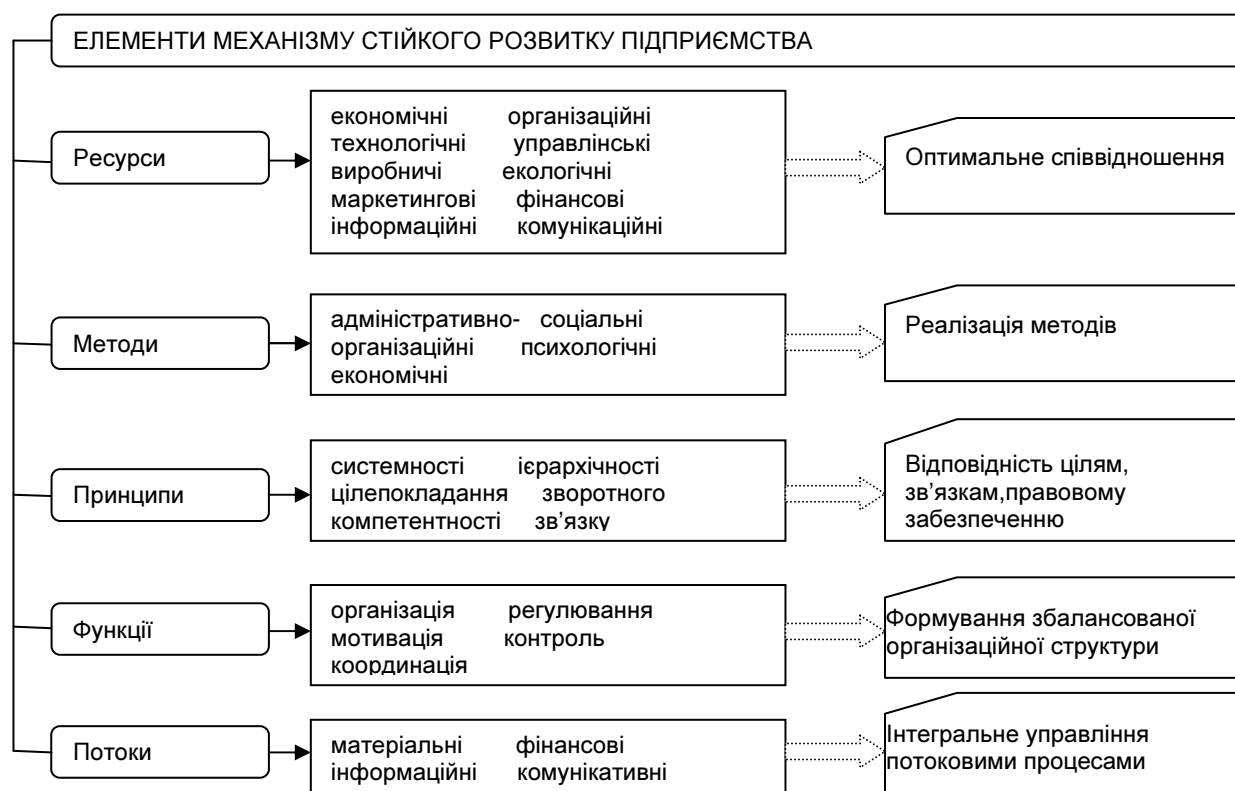 ЕЛЕМЕНТИ МЕХАНІЗМУ СТІЙКОГО РОЗВИТКУ ПІДПРИЄМСТВА
Ресурси
економічні організаційні
технологічні управлінські
виробничі екологічні
маркетингові фінансові
інформаційні комунікаційні
Оптимальне співвідношення
Методи
адміністративно- соціальні
організаційні психологічні
економічні
Реалізація методів
Принципи
системності ієрархічності
цілепокладання зворотного
компетентності зв’язку
Відповідність цілям,
зв’язкам,правовому
забезпеченню
Функції
організація регулювання
мотивація контроль
координація
Формування збалансованої
організаційної структури
Потоки
матеріальні фінансові
інформаційні комунікативні
Інтегральне управління
потоковими процесами